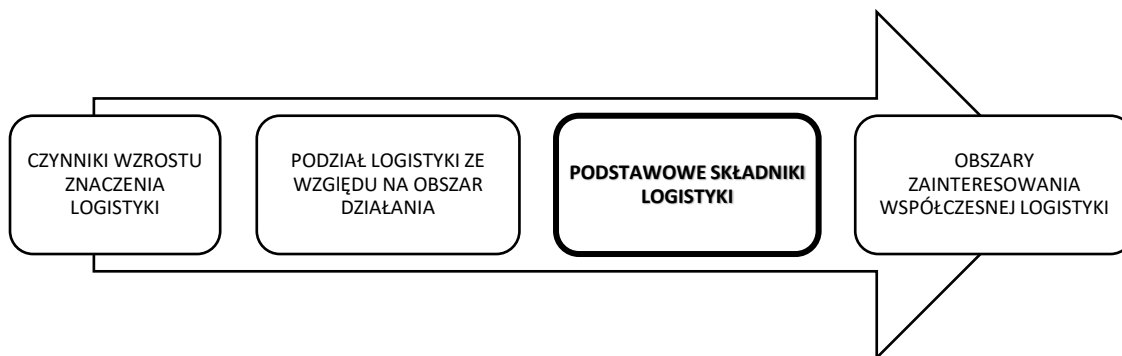 CZYNNIKI WZROSTU
ZNACZENIA
LOGISTYKI
PODZIAŁ LOGISTYKI ZE
WZGlĘDU NA OBSZAR
DZIAŁANIA
PODSTAWOWE SKŁADNIKI
LOGISTYKI
OBSZARY
ZAINTERESOWANIA
WSPÓŁCZESNEJ LOGISTYKI